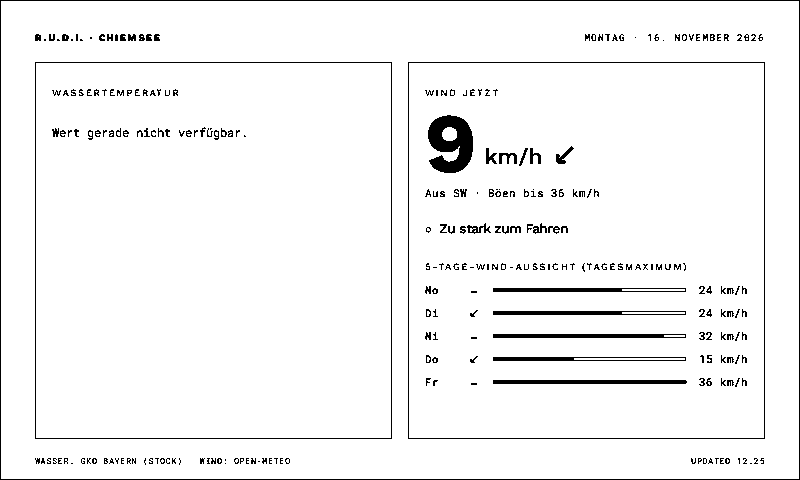 R.U.D.I. · CHIEMSEE
MONTAG · 16. NOVEMBER 2026
WASSERTEMPERATUR
Wert gerade nicht verfügbar.
WIND JETZT
9 km/h ↙
Aus SW · Böen bis 36 km/h
Zu stark zum Fahren
5-TAGE-WIND-AUSSICHT (TAGESMAXIMUM)
Mo – 24 km/h
Di ↙ 24 km/h
Mi – 32 km/h
Do ↙ 15 km/h
Fr – 36 km/h
WASSER: GKD BAYERN (STOCK) WIND: OPEN-METEO
UPDATED 12:25